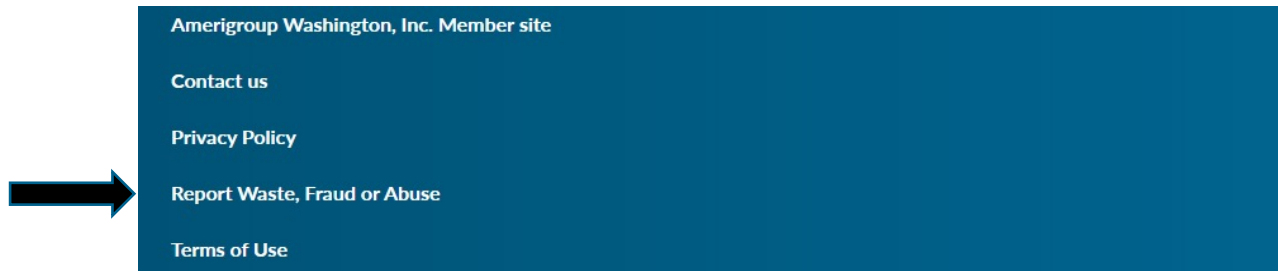 Amerigroup Washington, Inc. Member site
Contact us
Privacy Policy
Report Waste, Fraud or Abuse
Terms of Use